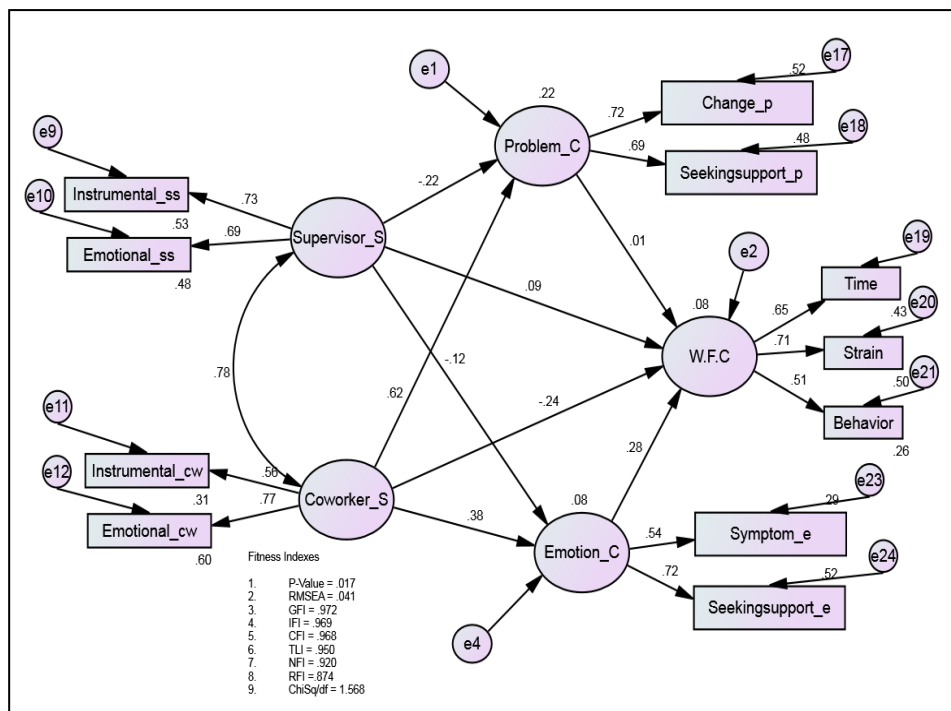 e17
.52
Change_p
e1
.22
.72
Problem_C
e18
.48
.69
Seekingsupport_p
e9
Instrumental_ss
.73
e10
.53
.69
Emotional_ss
.48
Supervisor_S
-.22
.01
e2
e19
Time
.09
.08
.65
W.F.C
.43
e20
.71
Strain
-.12
.78
.62
.51
.50
e21
Behavior
.26
-.24
e11
Instrumental_cw
.56
e12
.31
.77
Emotional_cw
.60
Coworker_S
.28
.38
.08
Emotion_C
e23
.29
.54
Symptom_e
e24
.52
.72
Seekingsupport_e
e4
Fitness Indexes
1. P-Value = .017
2. RMSEA = .041
3. GFI = .972
4. IFI = .969
5. CFI = .968
6. TLI = .950
7. NFI = .920
8. RFI =.874
9. ChiSq/df = 1.568